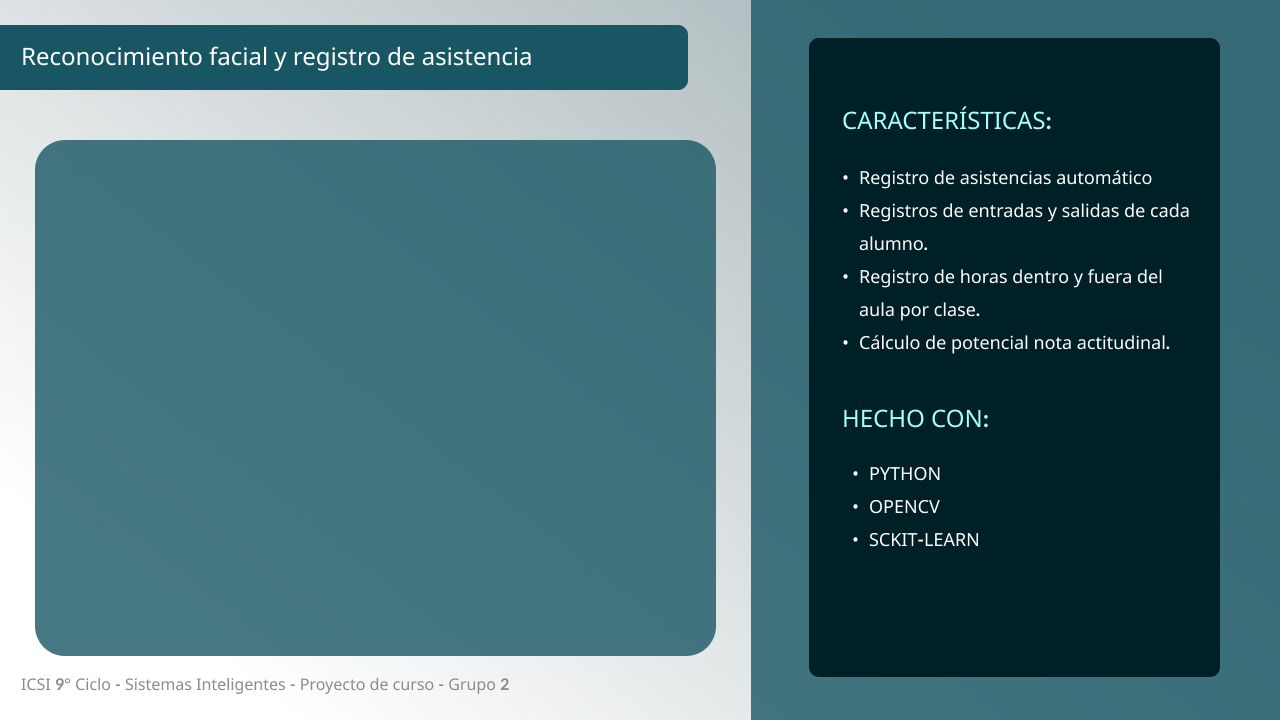 Reconocimiento facial y registro de asistencia
CARACTERÍSTICAS:
• Registro de asistencias automático
• Registros de entradas y salidas de cada
alumno.
• Registro de horas dentro y fuera del
aula por clase.
• Cálculo de potencial nota actitudinal.
HECHO CON:
• PYTHON
• OPENCV
• SCKIT-LEARN
ICSI 9° Ciclo - Sistemas Inteligentes - Proyecto de curso - Grupo 2